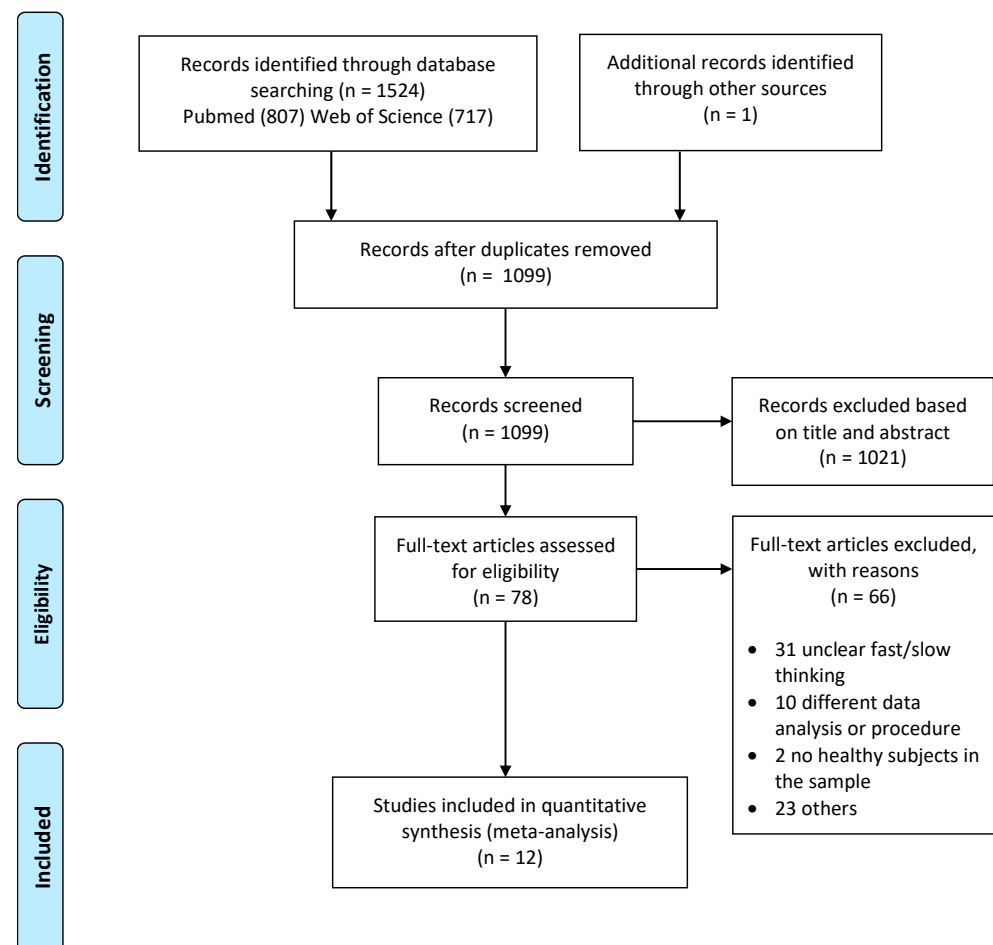 Identification
Records identified through database
searching (n = 1524)
Pubmed (807) Web of Science (717)
Additional records identified
through other sources
(n = 1)
Records after duplicates removed
(n = 1099)
Screening
Records screened
(n = 1099)
Records excluded based
on title and abstract
(n = 1021)
Eligibility
Full-text articles assessed
for eligibility
(n = 78)
Full-text articles excluded,
with reasons
(n = 66)
• 31 unclear fast/slow
thinking
• 10 different data
analysis or procedure
• 2 no healthy subjects in
the sample
• 23 others
Included
Studies included in quantitative
synthesis (meta-analysis)
(n = 12)